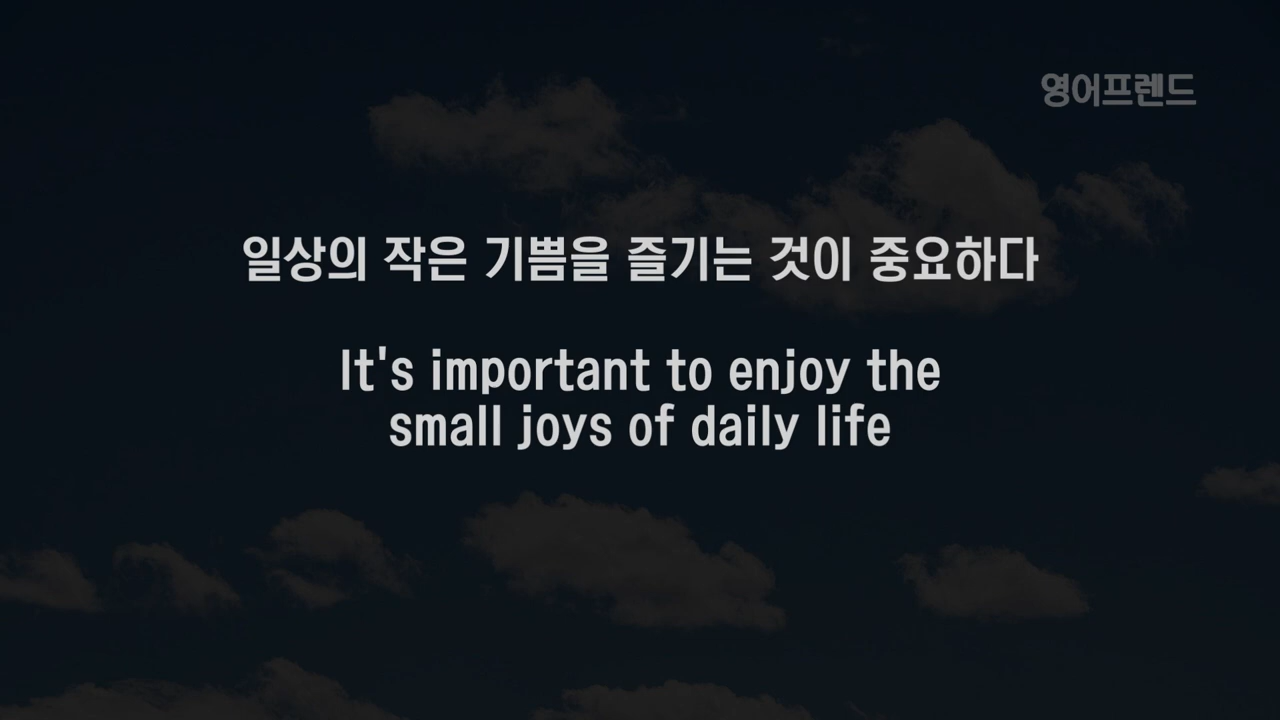 영어프렌드
일상의 작은 기쁨을 즐기는 것이 중요하다
It's important to enjoy the
small joys of daily life